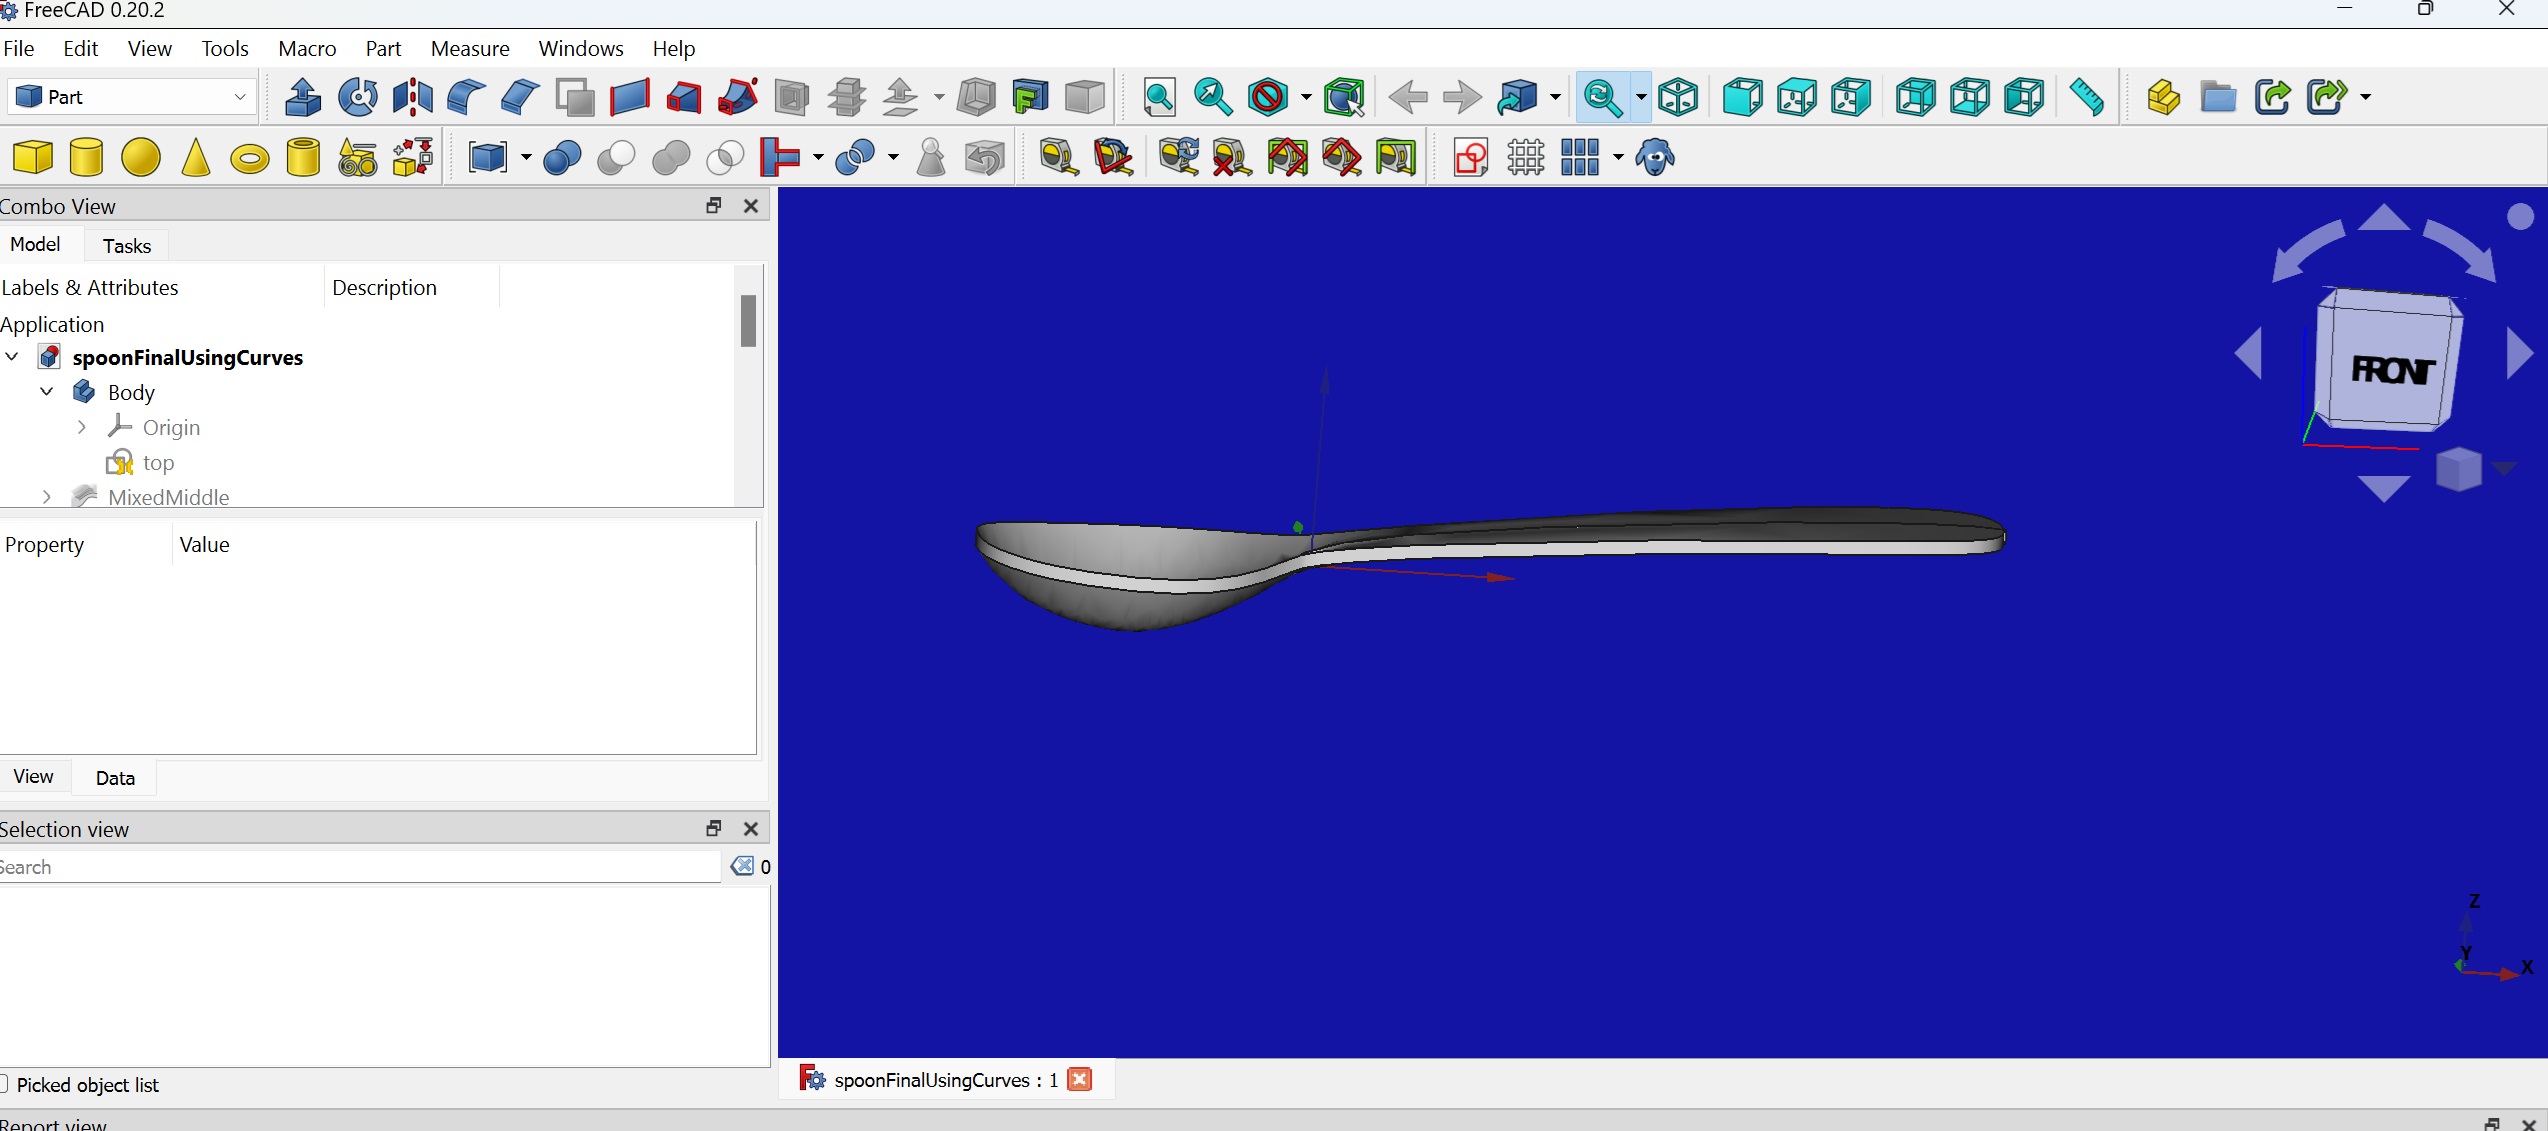 FreeCAD 0.20.2
File Edit View Tools Macro Part Measure Windows Help
Part
Combo View
Model Tasks
Labels & Attributes Description
Application
spoonFinalUsingCurves
Body
Origin
top
MixedMiddle
Property Value
View Data
Selection view
Search
0
Picked object list
Report view
FRONT
Z
Y
X
spoonFinalUsingCurves : 1